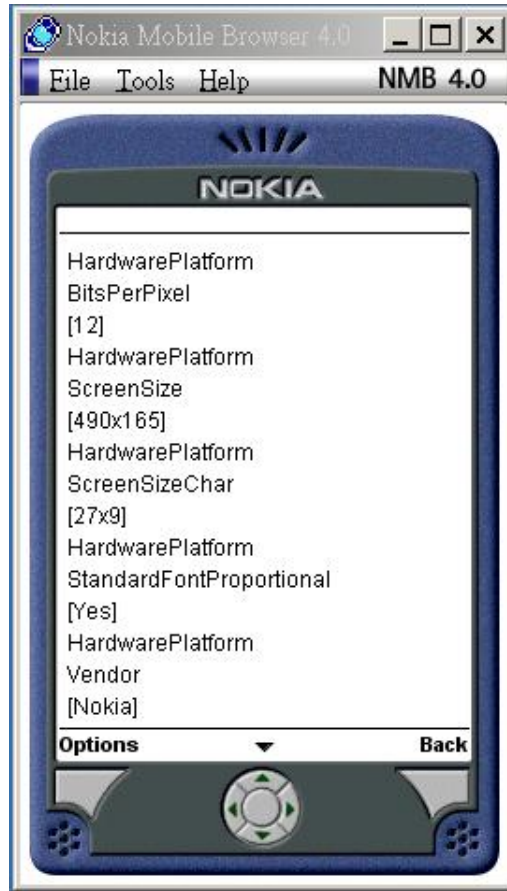 Nokia Mobile Browser 4.0
File Tools Help NMB 4.0
NOKIA
HardwarePlatform
BitsPerPixel
[12]
HardwarePlatform
ScreenSize
[490x165]
HardwarePlatform
ScreenSizeChar
[27x9]
HardwarePlatform
StandardFontProportional
[Yes]
HardwarePlatform
Vendor
[Nokia]
Options Back